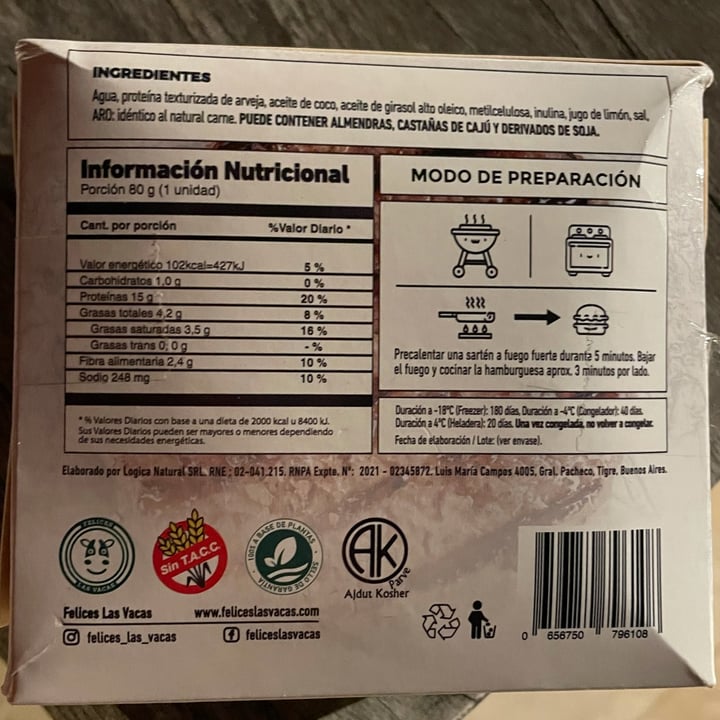 INGREDIENTES
Agua, proteína texturizada de arveja, aceite de coco, aceite de girasol alto oleico, metilcelulosa, inulina, jugo de limón, sal,
ARO: idéntico al natural carne. PUEDE CONTENER ALMENDRAS, CASTAÑAS DE CAJÚ Y DERIVADOS DE SOJA.
Información Nutricional
Porción 80 g (1 unidad)
Cant. por porción %Valor Diario *
Valor energético 102kcal=427kJ 5 %
Carbohidratos 1,0 g 0 %
Proteínas 15 g 20 %
Grasas totales 4,2 g 8 %
Grasas saturadas 3,5 g 16 %
Grasas trans 0; 0 g - %
Fibra alimentaria 2,4 g 10 %
Sodio 248 mg 10 %
* % Valores Diarios con base a una dieta de 2000 kcal u 8400 kJ.
Sus Valores Diarios pueden ser mayores o menores dependiendo
de sus necesidades energéticas.
MODO DE PREPARACIÓN
Precalentar una sartén a fuego fuerte durante 5 minutos. Bajar
el fuego y cocinar la hamburguesa aprox. 3 minutos por lado.
Duración a -18°C (Freezer): 180 días. Duración a -4°C (Congelador): 40 días.
Duración a 4°C (Heladera): 20 días. Una vez congelada, no volver a congelar.
Fecha de elaboración / Lote: (ver envase).
Elaborado por Logica Natural SRL. RNE : 02-041.215. RNPA Expte. N°: 2021 - 02345872. Luis María Campos 4005, Gral. Pacheco, Tigre, Buenos Aires.
FELICES
LAS VACAS
Sin T.A.C.C.
100% A BASE DE PLANTAS
SELLO DE GARANTÍA
AK
Parve
Ajdut Kosher
Felices Las Vacas www.feliceslasvacas.com
felices_las_vacas feliceslasvacas
0 656750 796108